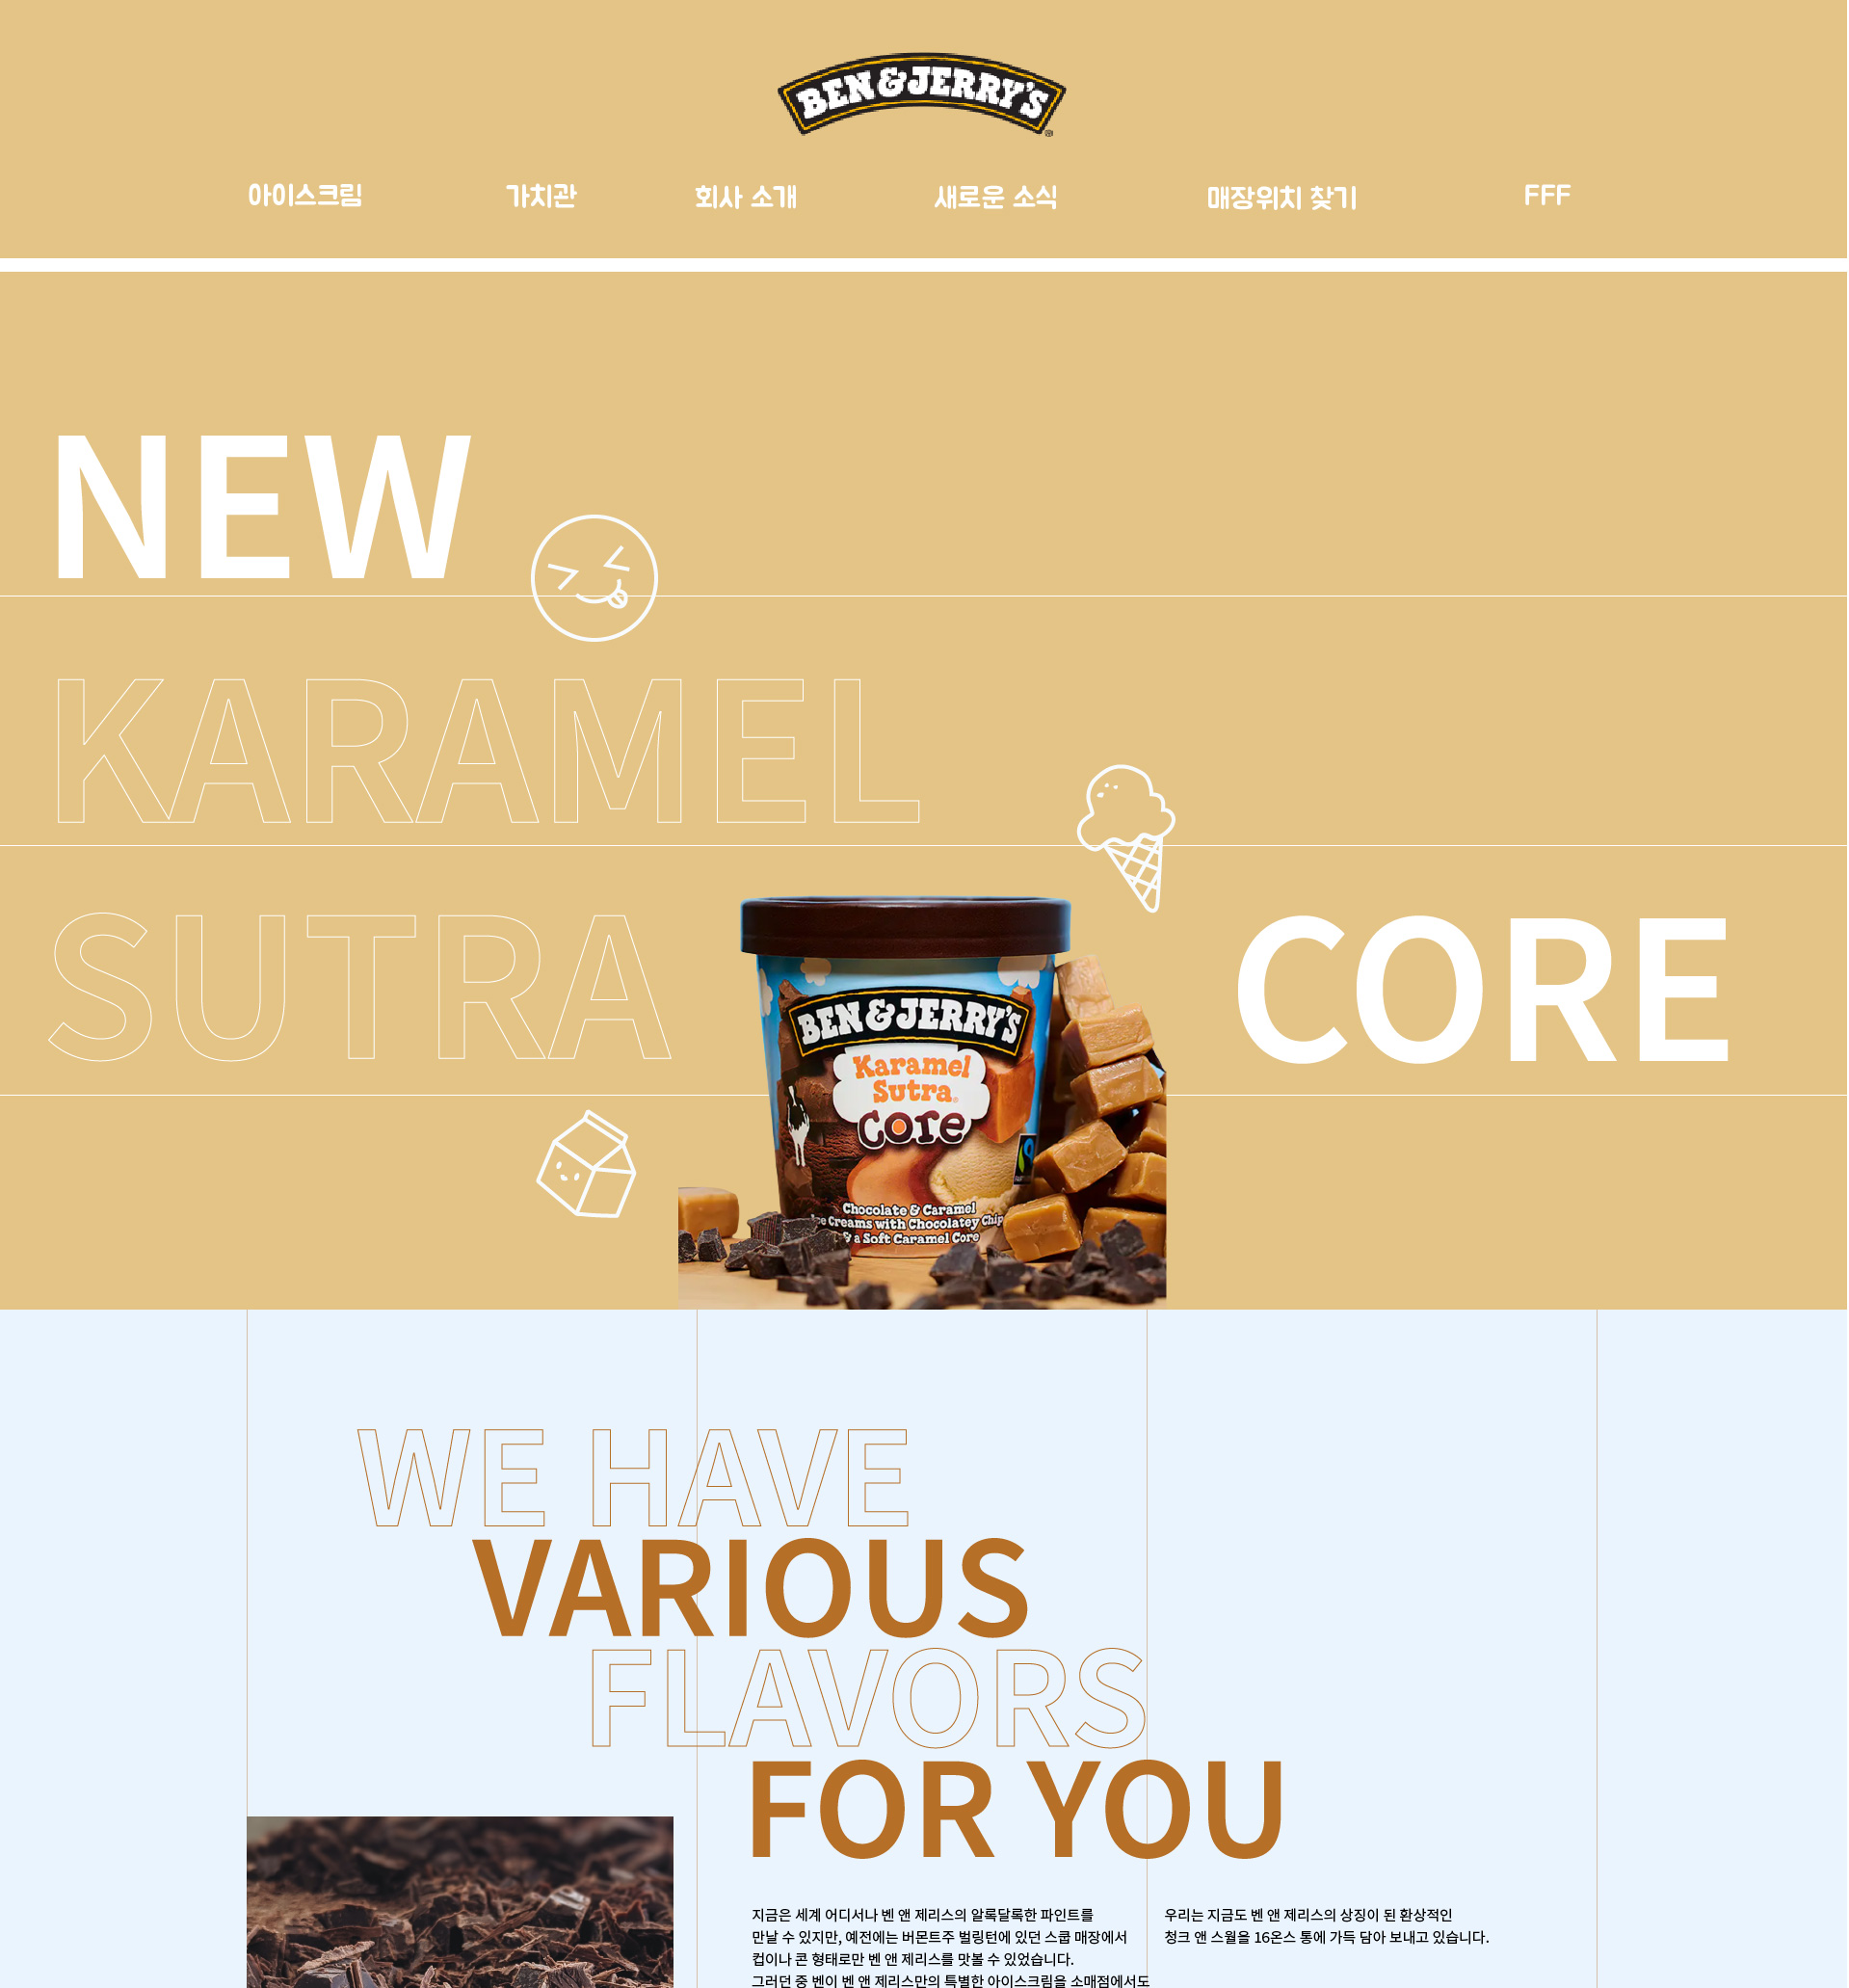 BEN & JERRY'S
아이스크림
가치관
회사 소개
새로운 소식
매장위치 찾기
FFF
NEW
KARAMEL
SUTRA
CORE
BEN & JERRY'S
Karamel
Sutra
Core
Chocolate & Caramel
Ice Creams with Chocolatey Chip
& a Soft Caramel Core
WE HAVE
VARIOUS
FLAVORS
FOR YOU
지금은 세계 어디서나 벤 앤 제리스의 알록달록한 파인트를
만날 수 있지만, 예전에는 버몬트주 벌링턴에 있던 스쿱 매장에서
컵이나 콘 형태로만 벤 앤 제리스를 맛볼 수 있었습니다.
그러던 중 벤이 벤 앤 제리스만의 특별한 아이스크림을 소매점에서도
우리는 지금도 벤 앤 제리스의 상징이 된 환상적인
청크 앤 스월을 16온스 통에 가득 담아 보내고 있습니다.